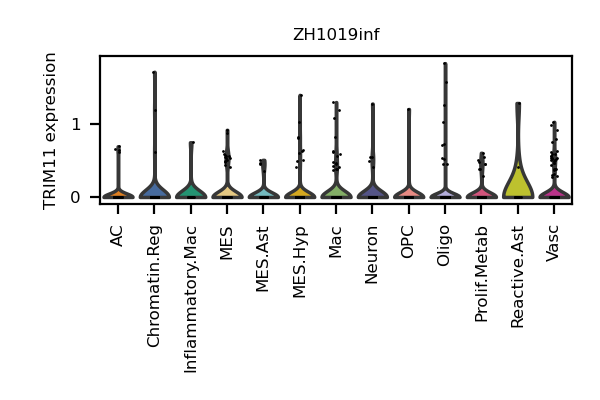 ZH1019inf
TRIM11 expression
1
0
AC
Chromatin.Reg
Inflammatory.Mac
MES
MES.Ast
MES.Hyp
Mac
Neuron
OPC
Oligo
Prolif.Metab
Reactive.Ast
Vasc